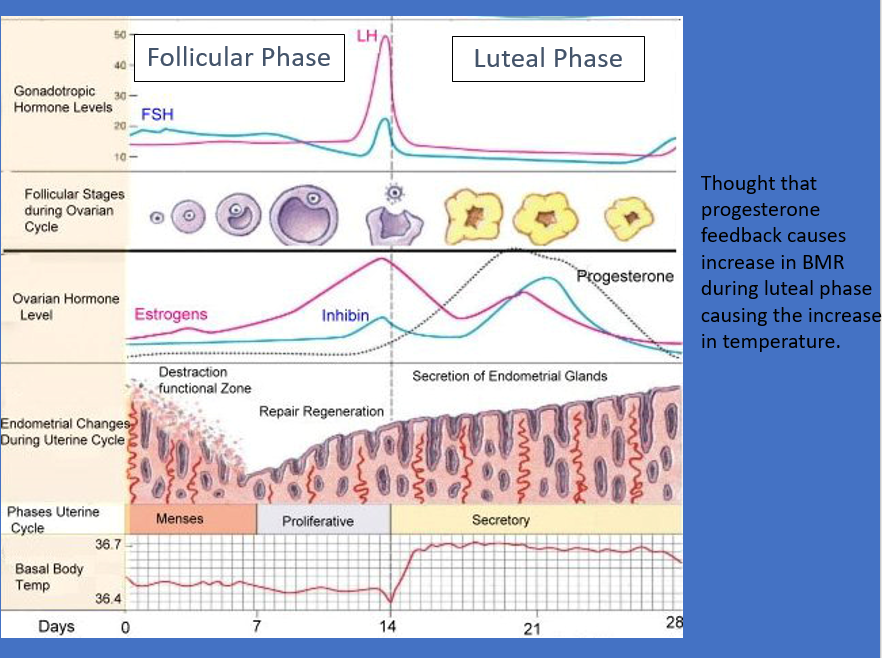 Follicular Phase
Luteal Phase
50
40
30
20
10
LH
FSH
Gonadotropic
Hormone Levels
Follicular Stages
during Ovarian
Cycle
Ovarian Hormone
Level
Estrogens
Inhibin
Progesterone
Destraction
functional Zone
Repair Regeneration
Secretion of Endometrial Glands
Endometrial Changes
During Uterine Cycle
Phases Uterine
Cycle
Menses
Proliferative
Secretory
36.7
Basal Body
Temp
36.4
Days
0
7
14
21
28
Thought that
progesterone
feedback causes
increase in BMR
during luteal phase
causing the increase
in temperature.